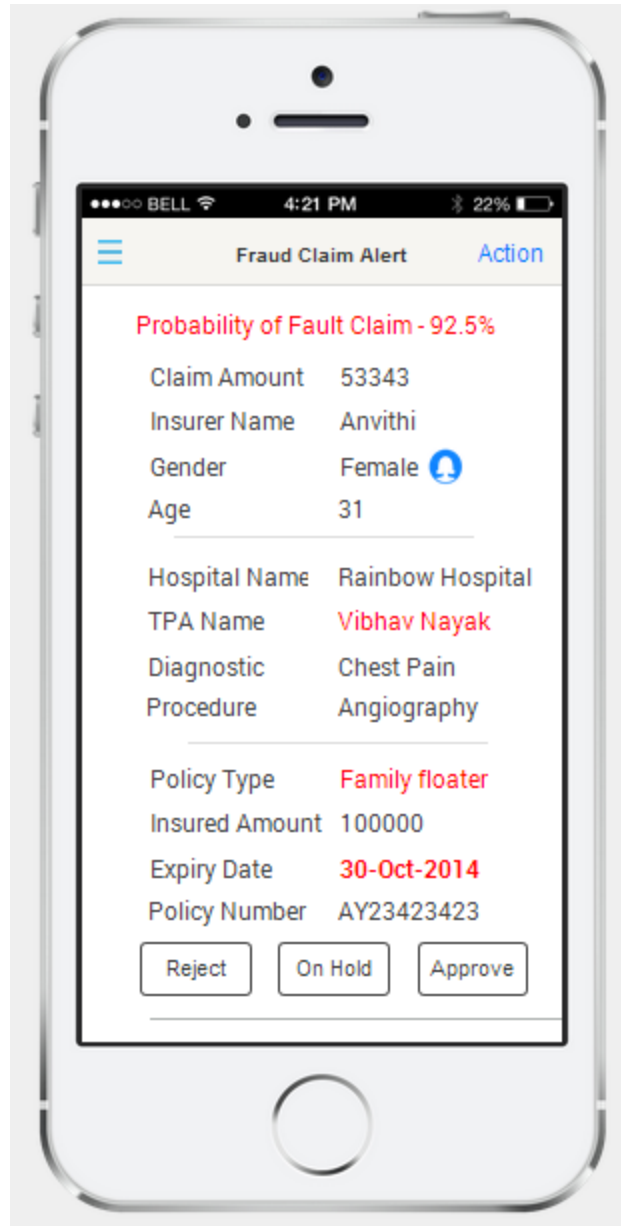 BELL 4:21 PM 22%
Fraud Claim Alert Action
Probability of Fault Claim - 92.5%
Claim Amount 53343
Insurer Name Anvithi
Gender Female
Age 31
Hospital Name Rainbow Hospital
TPA Name Vibhav Nayak
Diagnostic Chest Pain
Procedure Angiography
Policy Type Family floater
Insured Amount 100000
Expiry Date 30-Oct-2014
Policy Number AY23423423
Reject On Hold Approve